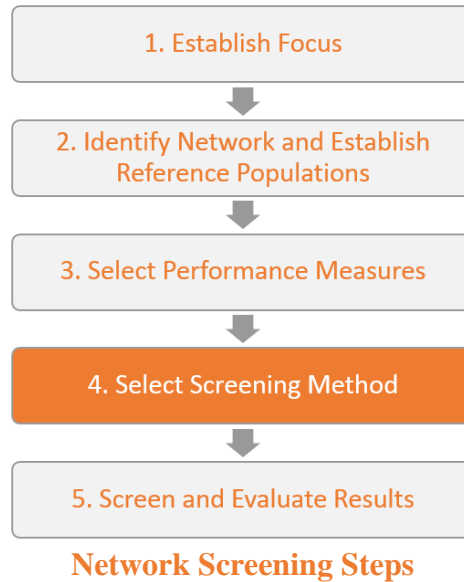 1. Establish Focus
2. Identify Network and Establish
Reference Populations
3. Select Performance Measures
4. Select Screening Method
5. Screen and Evaluate Results
Network Screening Steps